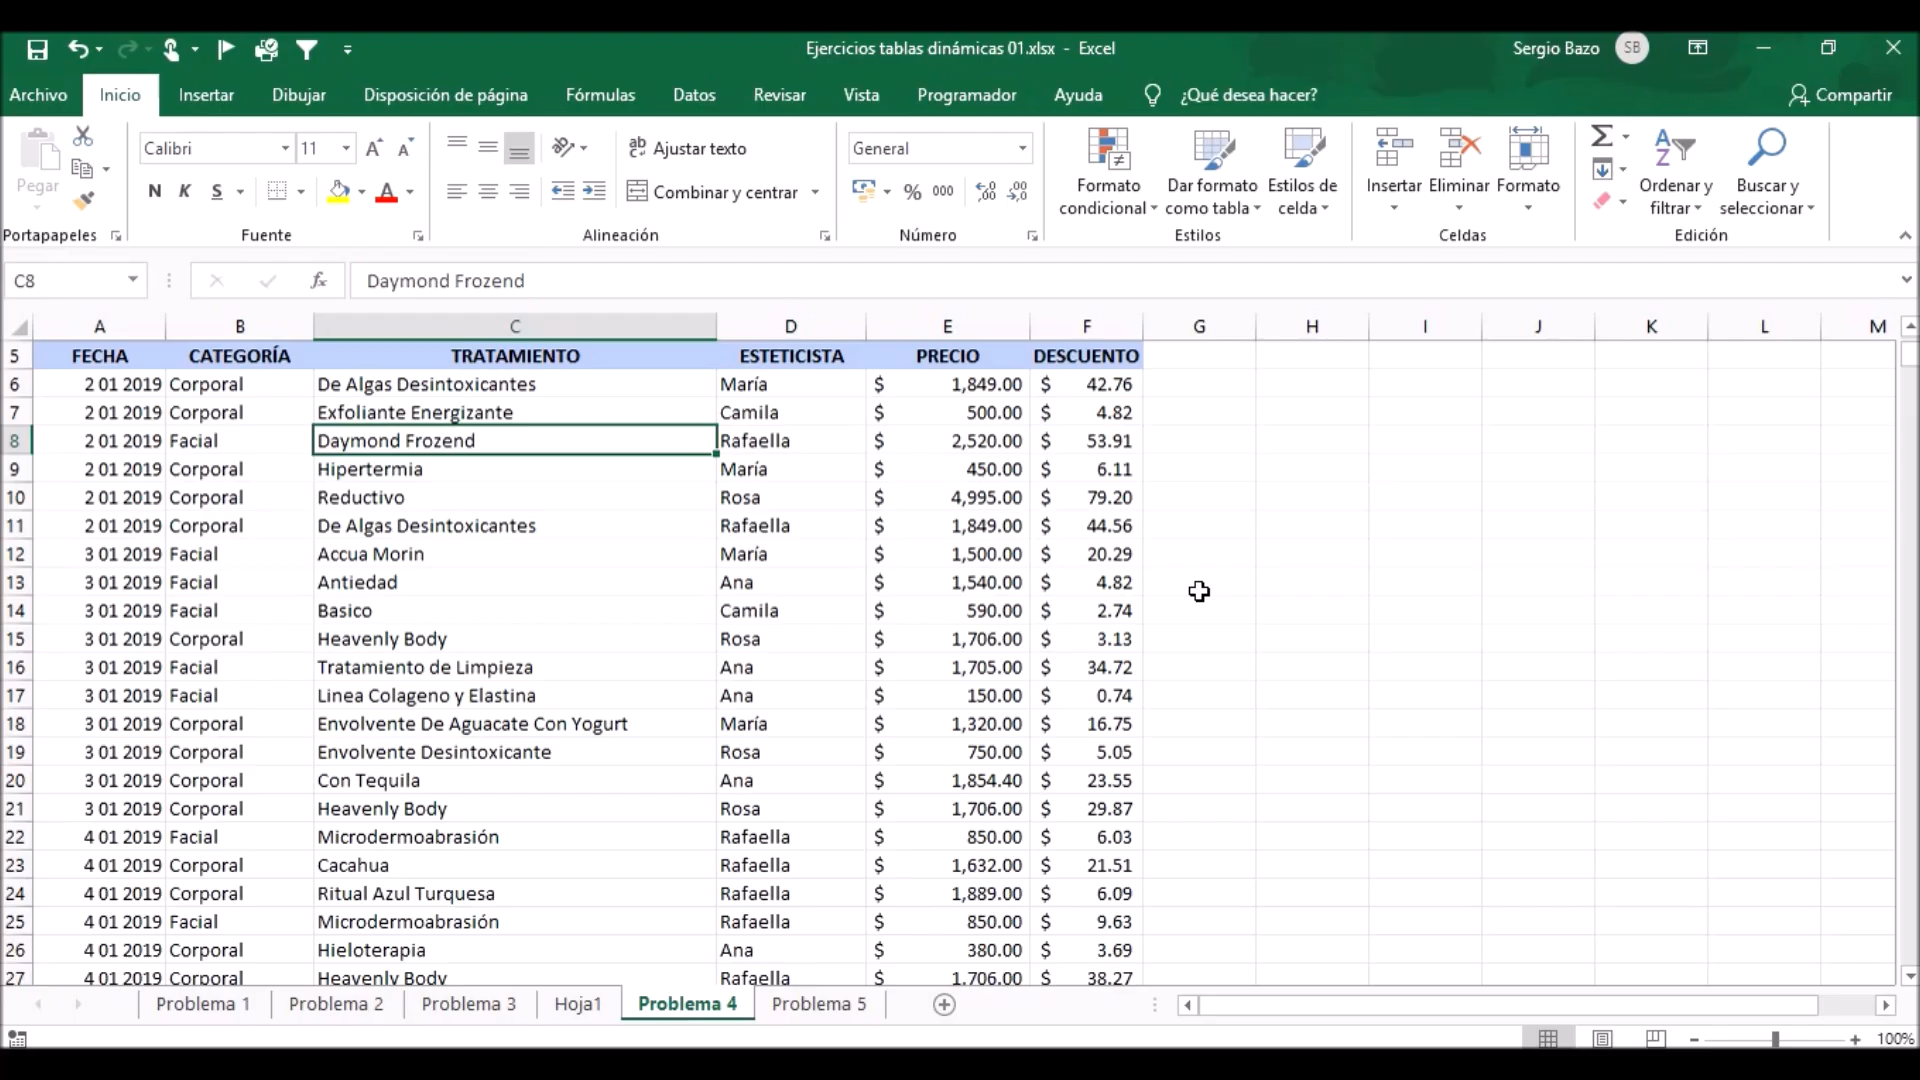 Ejercicios tablas dinámicas 01.xlsx - Excel
Sergio Bazo SB
Archivo Inicio Insertar Dibujar Disposición de página Fórmulas Datos Revisar Vista Programador Ayuda ¿Qué desea hacer? Compartir
Pegar
Calibri 11
Ajustar texto
General
N K S
Combinar y centrar
% 000
Formato condicional
Dar formato como tabla
Estilos de celda
Insertar
Eliminar
Formato
Ordenar y filtrar
Buscar y seleccionar
Portapapeles Fuente Alineación Número Estilos Celdas Edición
C8 fx Daymond Frozend
A B C D E F G H I J K L M
5 FECHA CATEGORÍA TRATAMIENTO ESTETICISTA PRECIO DESCUENTO
6 2 01 2019 Corporal De Algas Desintoxicantes María $ 1,849.00 $ 42.76
7 2 01 2019 Corporal Exfoliante Energizante Camila $ 500.00 $ 4.82
8 2 01 2019 Facial Daymond Frozend Rafaella $ 2,520.00 $ 53.91
9 2 01 2019 Corporal Hipertermia María $ 450.00 $ 6.11
10 2 01 2019 Corporal Reductivo Rosa $ 4,995.00 $ 79.20
11 2 01 2019 Corporal De Algas Desintoxicantes Rafaella $ 1,849.00 $ 44.56
12 3 01 2019 Facial Accua Morin María $ 1,500.00 $ 20.29
13 3 01 2019 Facial Antiedad Ana $ 1,540.00 $ 4.82
14 3 01 2019 Facial Basico Camila $ 590.00 $ 2.74
15 3 01 2019 Corporal Heavenly Body Rosa $ 1,706.00 $ 3.13
16 3 01 2019 Facial Tratamiento de Limpieza Ana $ 1,705.00 $ 34.72
17 3 01 2019 Facial Linea Colageno y Elastina Ana $ 150.00 $ 0.74
18 3 01 2019 Corporal Envolvente De Aguacate Con Yogurt María $ 1,320.00 $ 16.75
19 3 01 2019 Corporal Envolvente Desintoxicante Rosa $ 750.00 $ 5.05
20 3 01 2019 Corporal Con Tequila Ana $ 1,854.40 $ 23.55
21 3 01 2019 Corporal Heavenly Body Rosa $ 1,706.00 $ 29.87
22 4 01 2019 Facial Microdermoabrasión Rafaella $ 850.00 $ 6.03
23 4 01 2019 Corporal Cacahua Rafaella $ 1,632.00 $ 21.51
24 4 01 2019 Corporal Ritual Azul Turquesa Rafaella $ 1,889.00 $ 6.09
25 4 01 2019 Facial Microdermoabrasión Rafaella $ 850.00 $ 9.63
26 4 01 2019 Corporal Hieloterapia Ana $ 380.00 $ 3.69
27 4 01 2019 Corporal Heavenly Body Rafaella $ 1,706.00 $ 38.27
Problema 1 Problema 2 Problema 3 Hoja1 Problema 4 Problema 5
100%